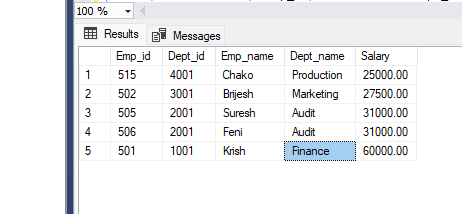 100 %
Results Messages
Emp_id Dept_id Emp_name Dept_name Salary
1 515 4001 Chako Production 25000.00
2 502 3001 Brijesh Marketing 27500.00
3 505 2001 Suresh Audit 31000.00
4 506 2001 Feni Audit 31000.00
5 501 1001 Krish Finance 60000.00